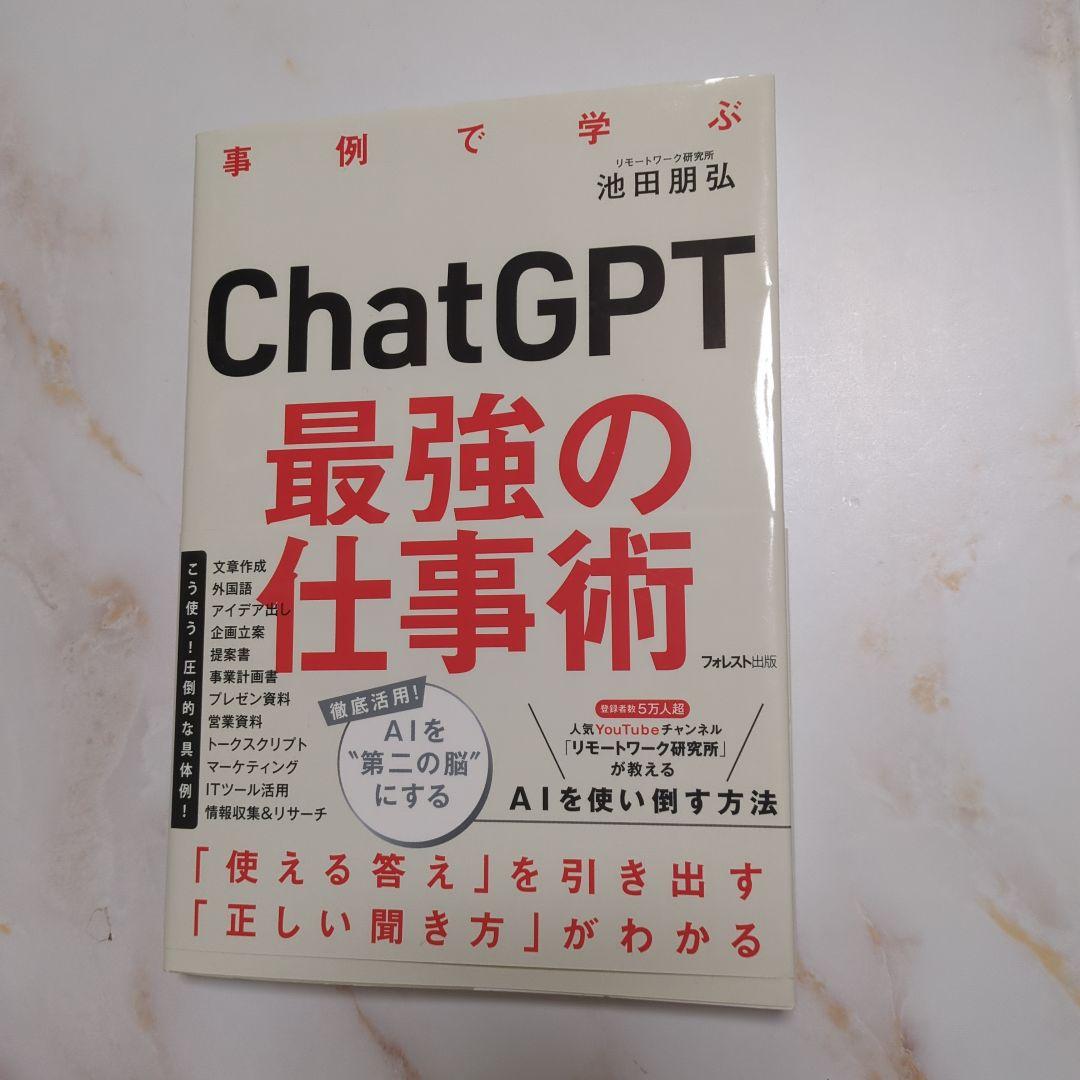 事例で学ぶ
リモートワーク研究所
池田朋弘
ChatGPT
最強の
仕事術
フォレスト出版
こう使う！圧倒的な具体例！
文章作成
外国語
アイデア出し
企画立案
提案書
事業計画書
プレゼン資料
営業資料
トークスクリプト
マーケティング
ITツール活用
情報収集&リサーチ
徹底活用！
AIを
“第二の脳”
にする
登録者数5万人超
人気YouTubeチャンネル
「リモートワーク研究所」
が教える
AIを使い倒す方法
「使える答え」を引き出す
「正しい聞き方」がわかる